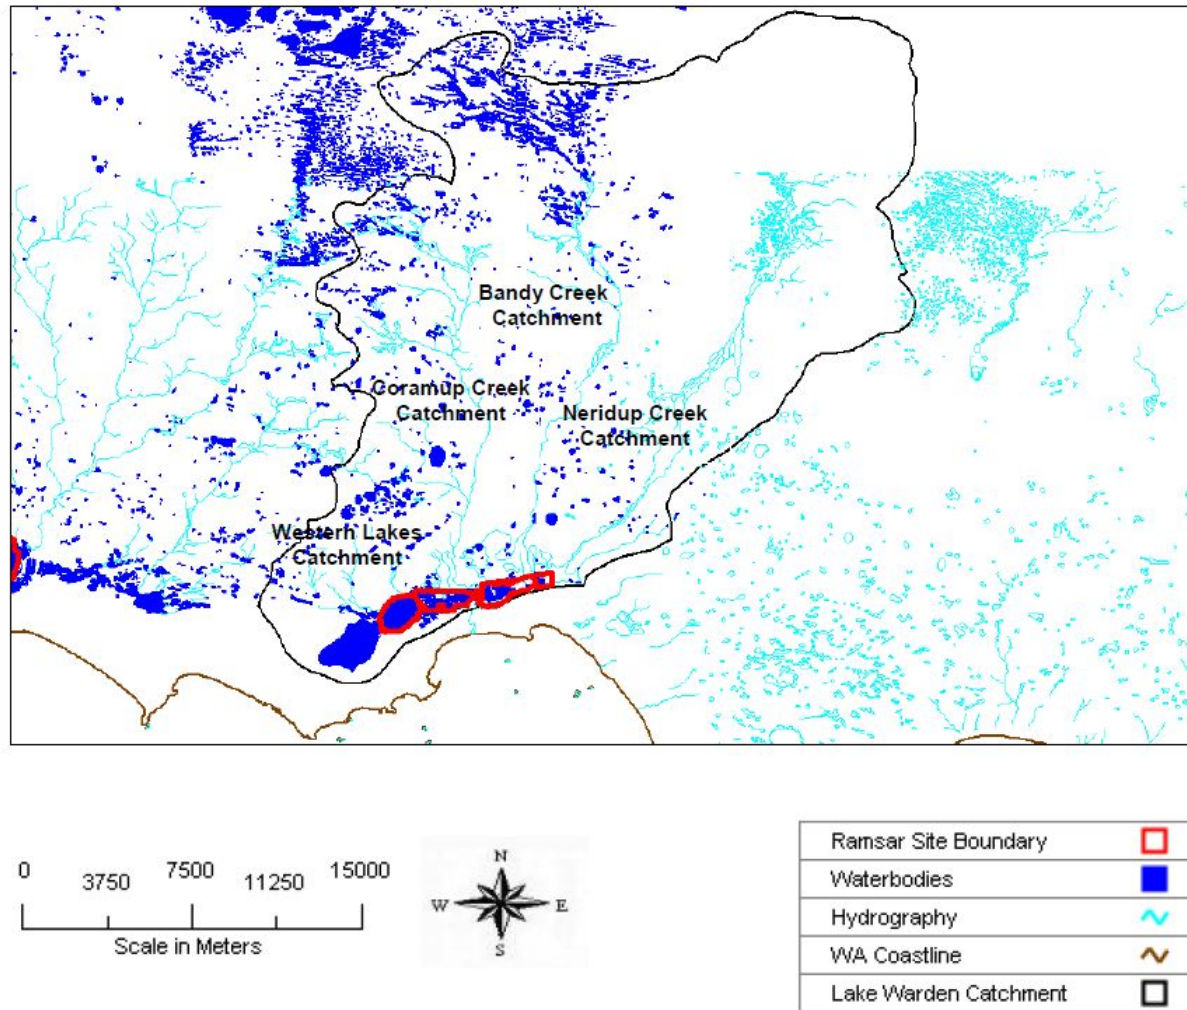 Bandy Creek
Catchment
Coramup Creek
Catchment
Neridup Creek
Catchment
Western Lakes
Catchment
0
3750
7500
11250
15000
Scale in Meters
N
W
E
S
Ramsar Site Boundary
Waterbodies
Hydrography
WA Coastline
Lake Warden Catchment